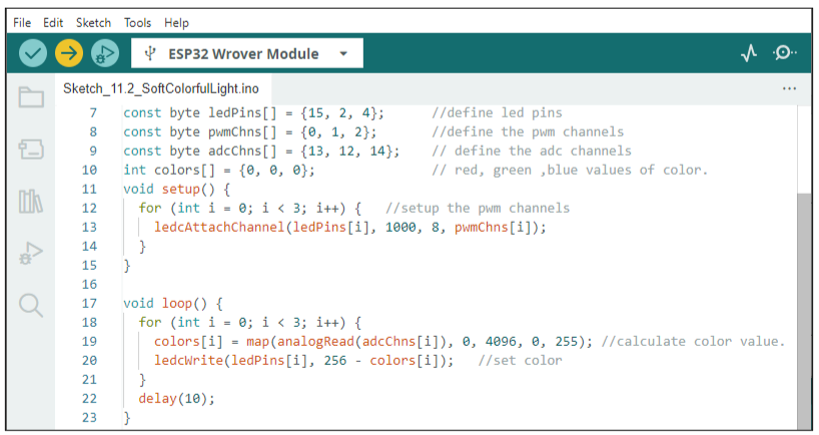 File Edit Sketch Tools Help
ESP32 Wrover Module
Sketch_11.2_SoftColorfulLight.ino
7 const byte ledPins[] = {15, 2, 4}; //define led pins
8 const byte pwmChns[] = {0, 1, 2}; //define the pwm channels
9 const byte adcChns[] = {13, 12, 14}; // define the adc channels
10 int colors[] = {0, 0, 0}; // red, green ,blue values of color.
11 void setup() {
12 for (int i = 0; i < 3; i++) { //setup the pwm channels
13 ledcAttachChannel(ledPins[i], 1000, 8, pwmChns[i]);
14 }
15 }
16
17 void loop() {
18 for (int i = 0; i < 3; i++) {
19 colors[i] = map(analogRead(adcChns[i]), 0, 4096, 0, 255); //calculate color value.
20 ledcWrite(ledPins[i], 256 - colors[i]); //set color
21 }
22 delay(10);
23 }